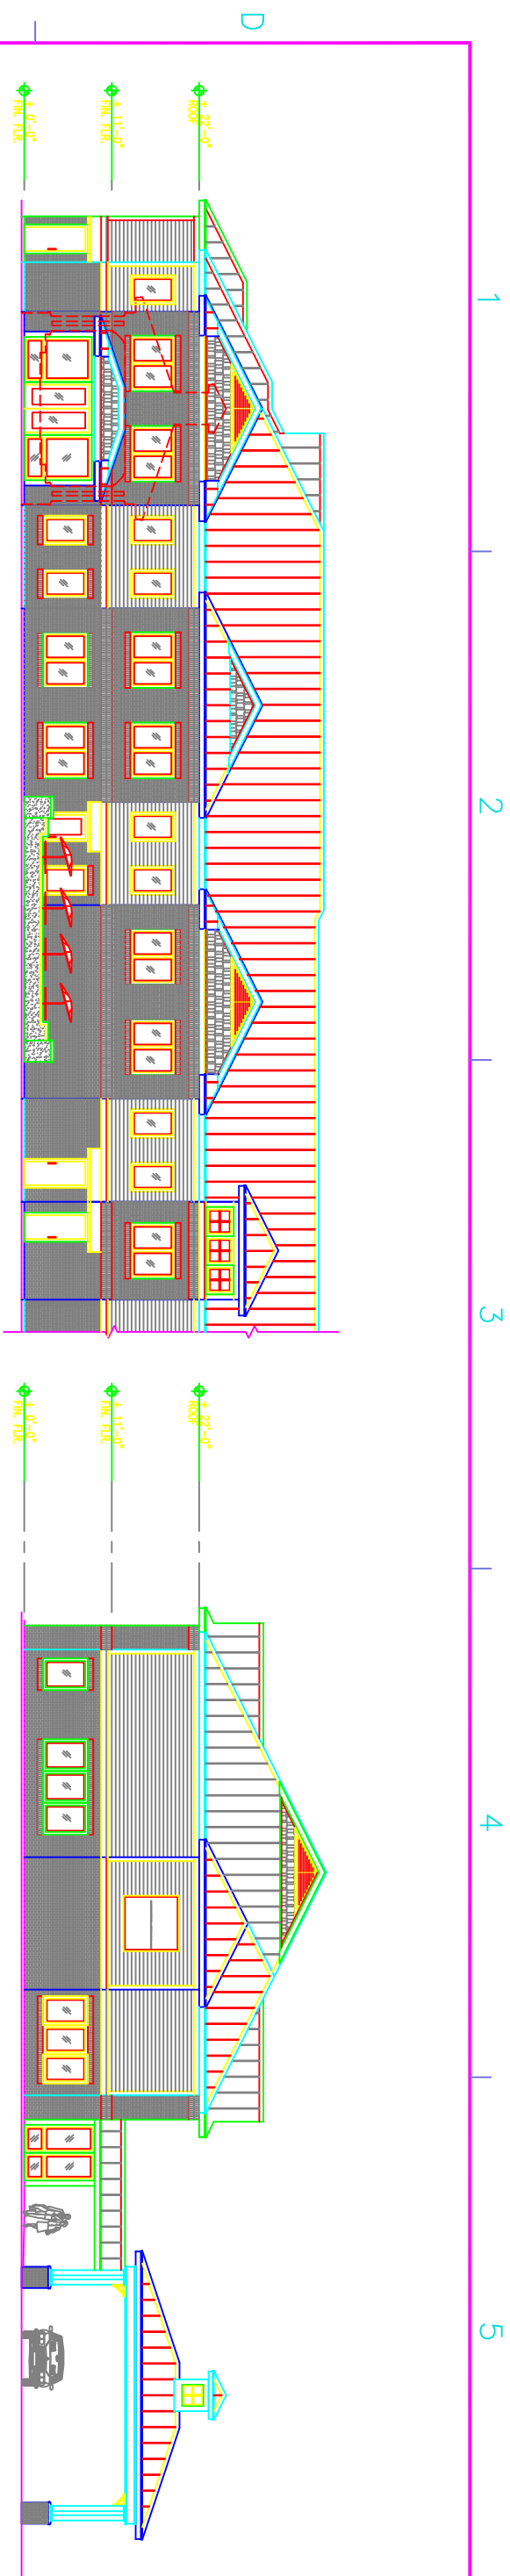 D
1
2
3
4
5
+ 22'-0"
ROOF
+ 11'-0"
FIN. FLR.
+ 0'-0"
FIN. FLR.
+ 22'-0"
ROOF
+ 11'-0"
FIN. FLR.
+ 0'-0"
FIN. FLR.